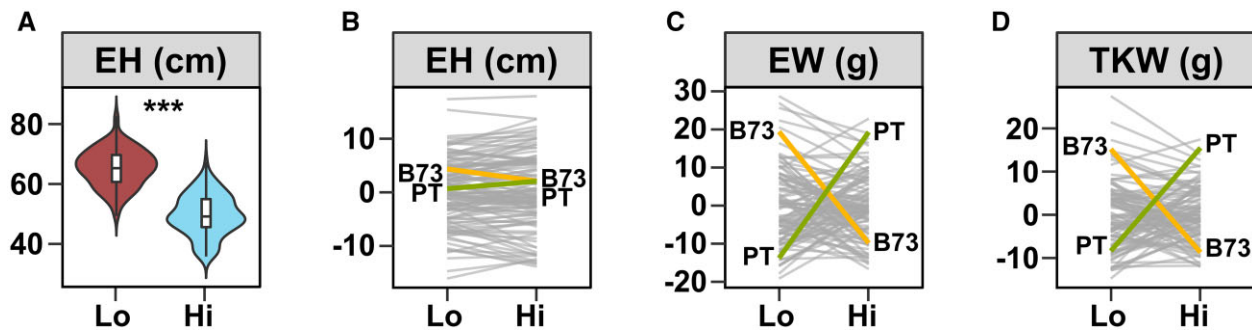 A
EH (cm)
***
80
60
40
Lo Hi
B
EH (cm)
10
0
-10
B73
PT
B73
PT
Lo Hi
C
EW (g)
30
20
10
0
-10
-20
B73
PT
PT
B73
Lo Hi
D
TKW (g)
20
10
0
-10
B73
PT
PT
B73
Lo Hi